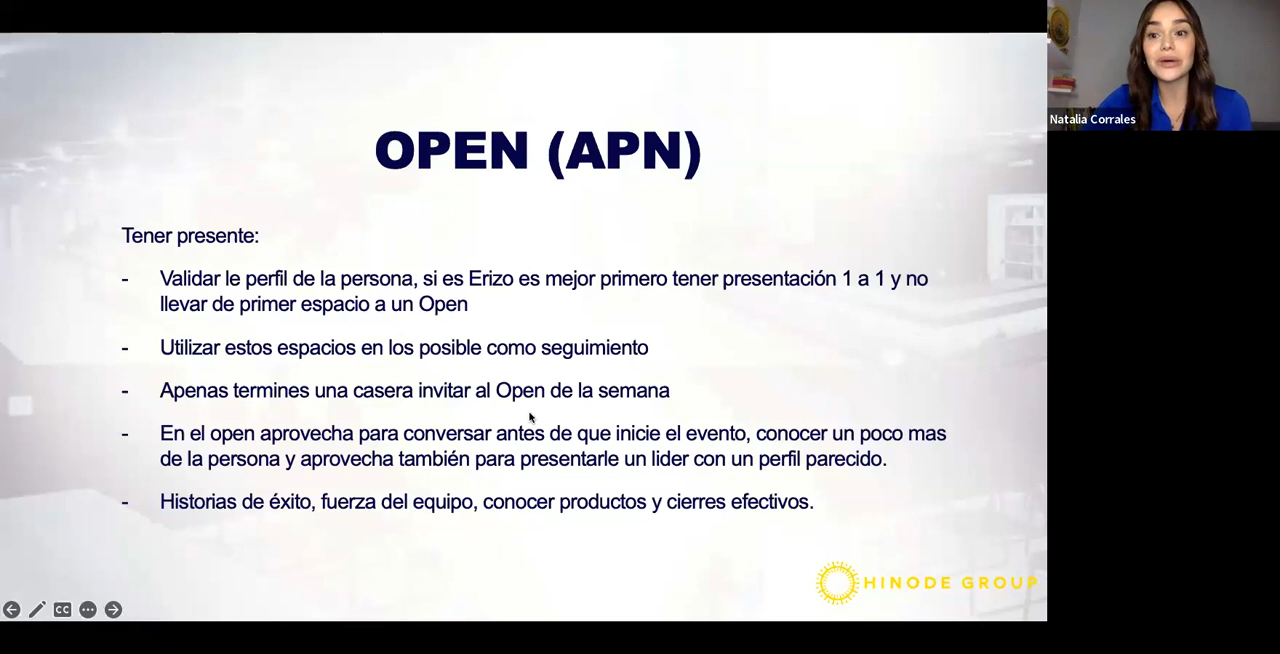 Natalia Corrales
OPEN (APN)
Tener presente:
- Validar le perfil de la persona, si es Erizo es mejor primero tener presentación 1 a 1 y no
llevar de primer espacio a un Open
- Utilizar estos espacios en los posible como seguimiento
- Apenas termines una casera invitar al Open de la semana
- En el open aprovecha para conversar antes de que inicie el evento, conocer un poco mas
de la persona y aprovecha también para presentarle un lider con un perfil parecido.
- Historias de éxito, fuerza del equipo, conocer productos y cierres efectivos.
HINODE GROUP
CC